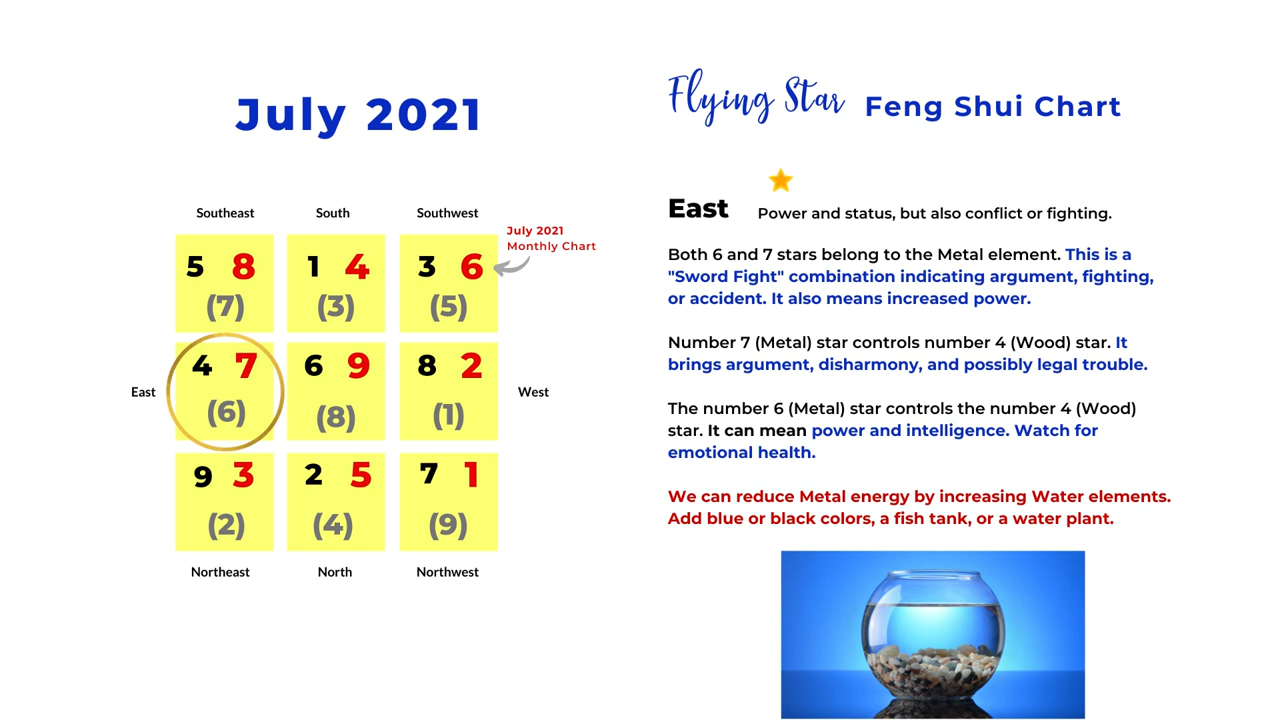 July 2021
Flying Star Feng Shui Chart
Southeast South Southwest
July 2021
Monthly Chart
5 8 1 4 3 6
(7) (3) (5)
East 4 7 6 9 8 2 West
(6) (8) (1)
9 3 2 5 7 1
(2) (4) (9)
Northeast North Northwest
East Power and status, but also conflict or fighting.
Both 6 and 7 stars belong to the Metal element. This is a
"Sword Fight" combination indicating argument, fighting,
or accident. It also means increased power.
Number 7 (Metal) star controls number 4 (Wood) star. It
brings argument, disharmony, and possibly legal trouble.
The number 6 (Metal) star controls the number 4 (Wood)
star. It can mean power and intelligence. Watch for
emotional health.
We can reduce Metal energy by increasing Water elements.
Add blue or black colors, a fish tank, or a water plant.